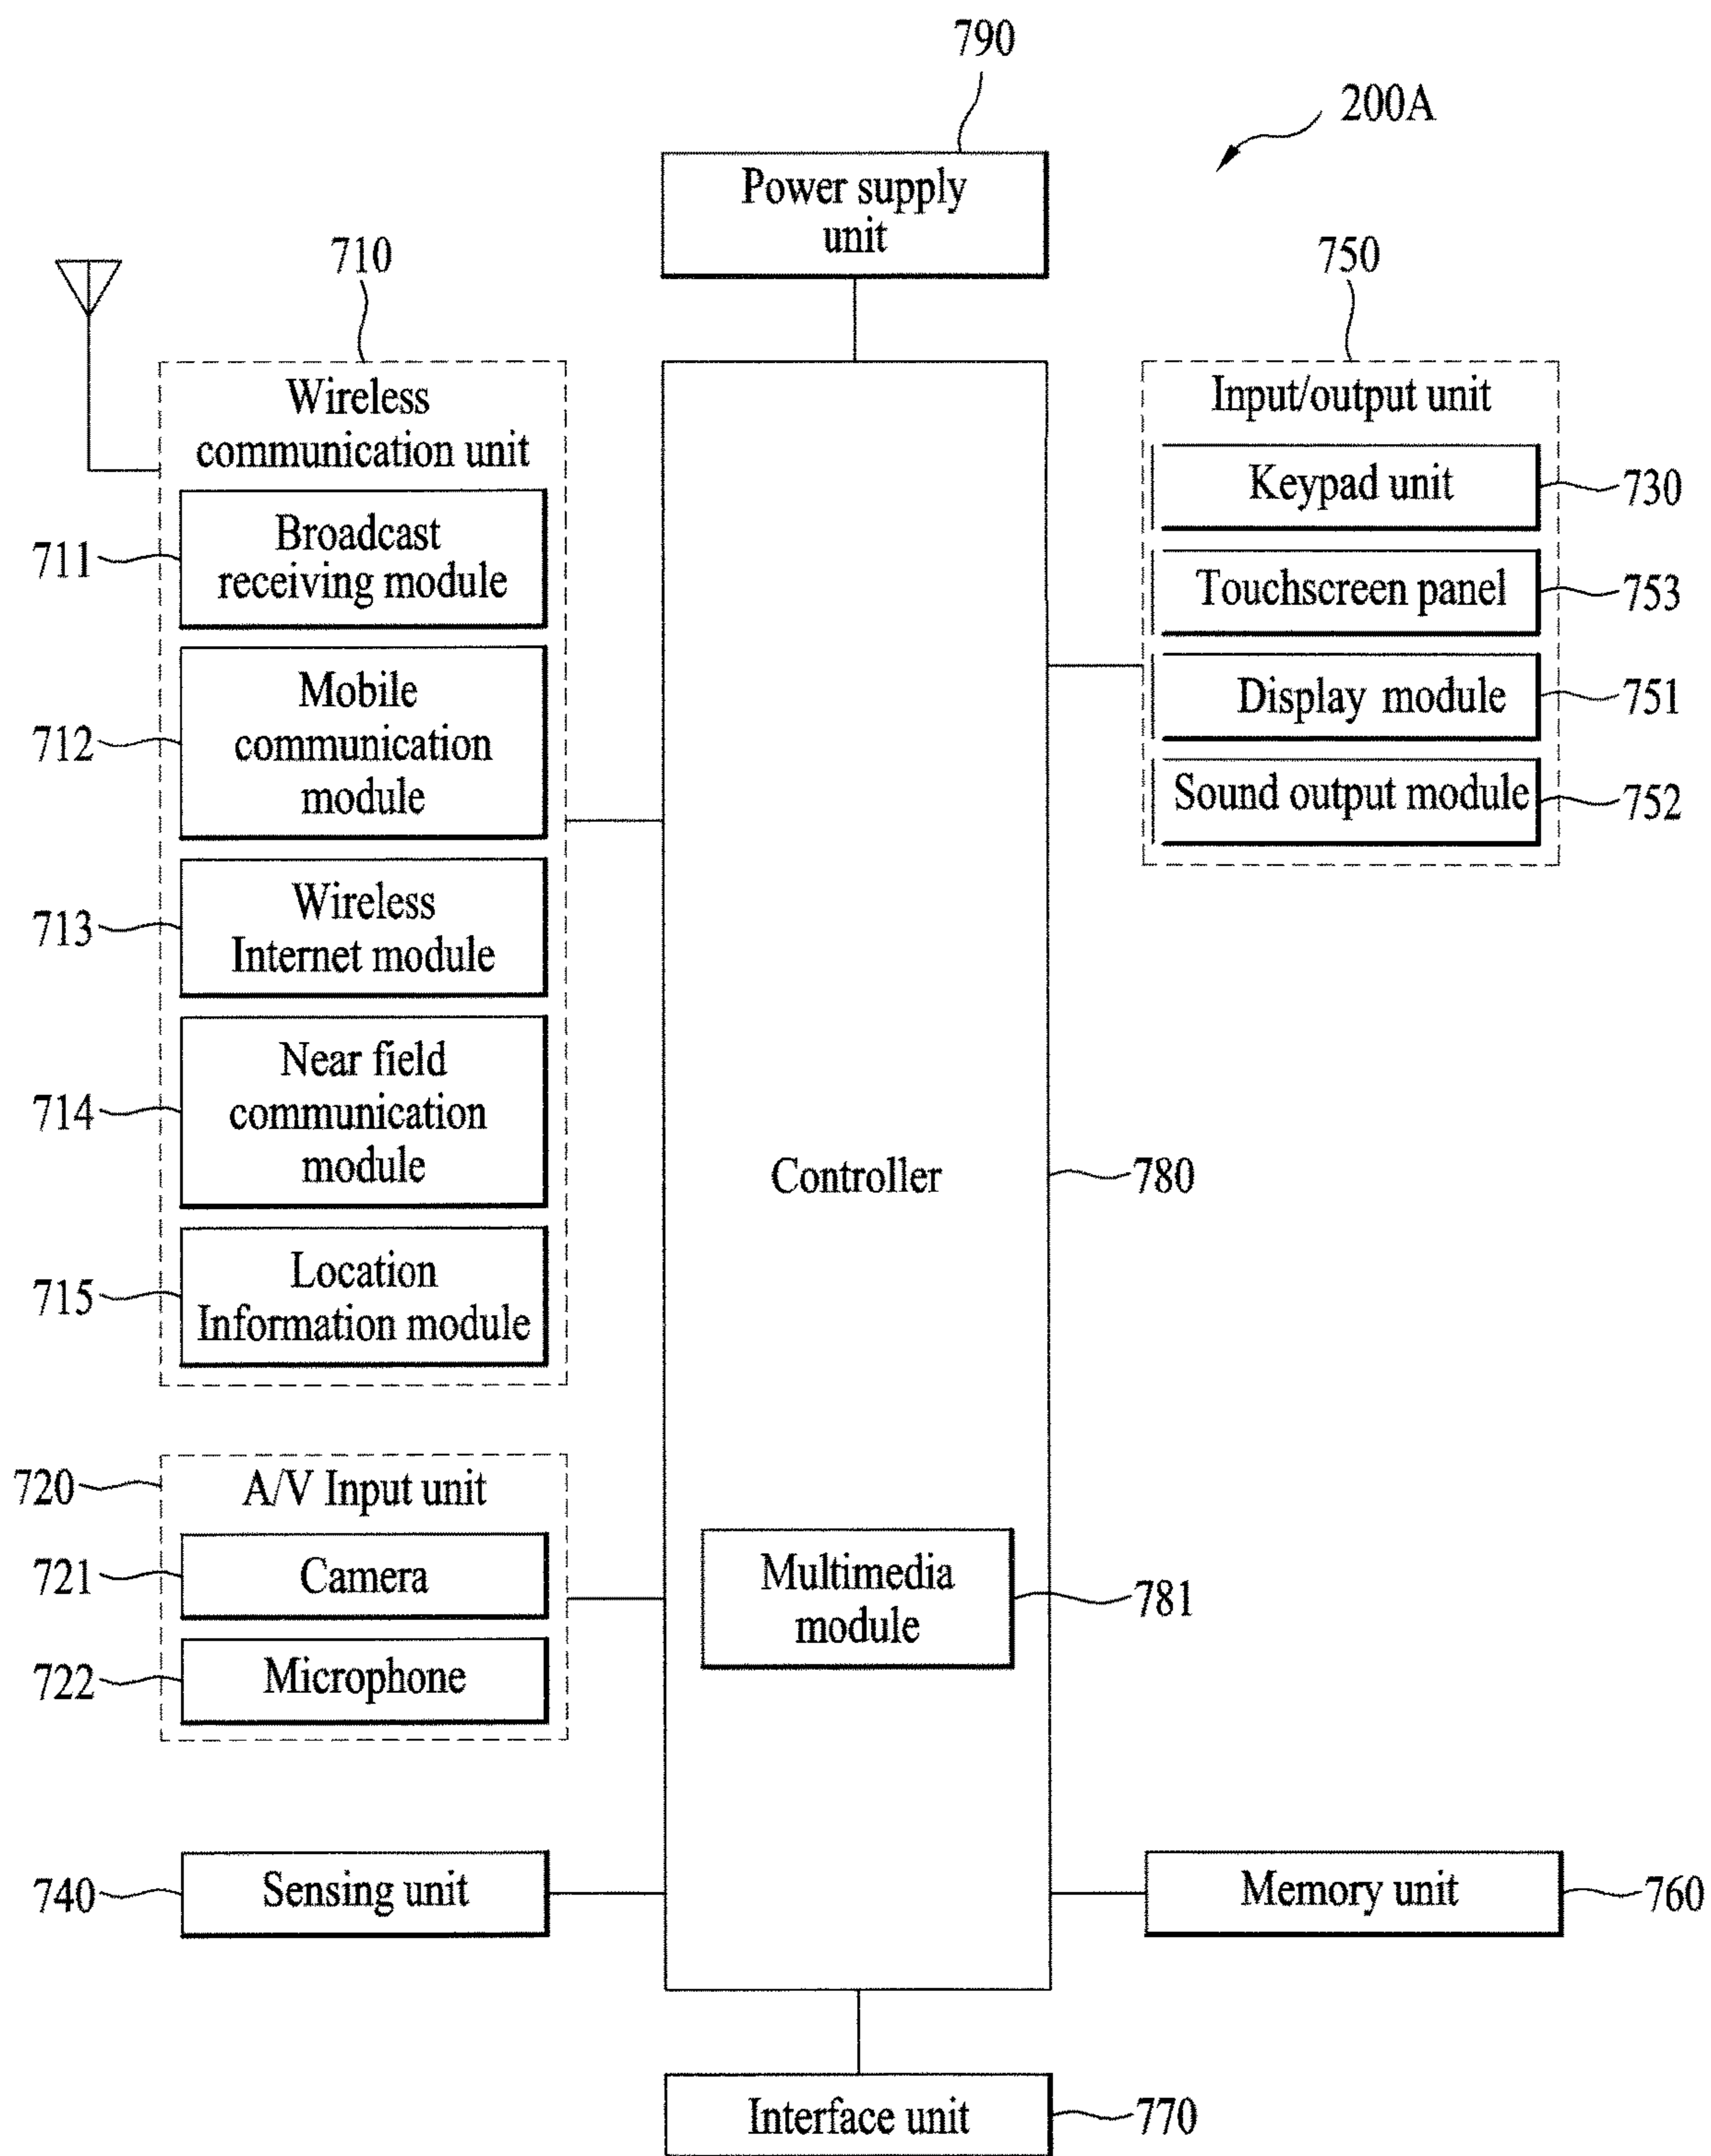 790
200A
Power supply
unit
710
750
Wireless
communication unit
Input/output unit
Keypad unit
730
711
Broadcast
receiving module
Touchscreen panel
753
712
Mobile
communication
module
Display module
751
Sound output module
752
713
Wireless
Internet module
714
Near field
communication
module
Controller
780
715
Location
Information module
720
A/V Input unit
721
Camera
Multimedia
module
781
722
Microphone
740
Sensing unit
Memory unit
760
Interface unit
770